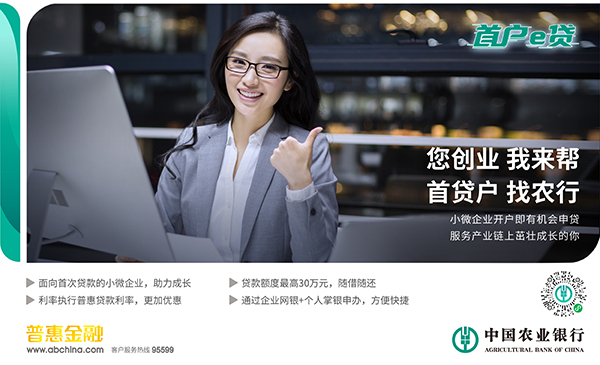 首户e贷
您创业 我来帮
首贷户 找农行
小微企业开户即有机会申贷
服务产业链上茁壮成长的你
面向首次贷款的小微企业，助力成长
贷款额度最高30万元，随借随还
利率执行普惠贷款利率，更加优惠
通过企业网银+个人掌银申办，方便快捷
普惠金融
www.abchina.com 客户服务热线 95599
中国农业银行
AGRICULTURAL BANK OF CHINA